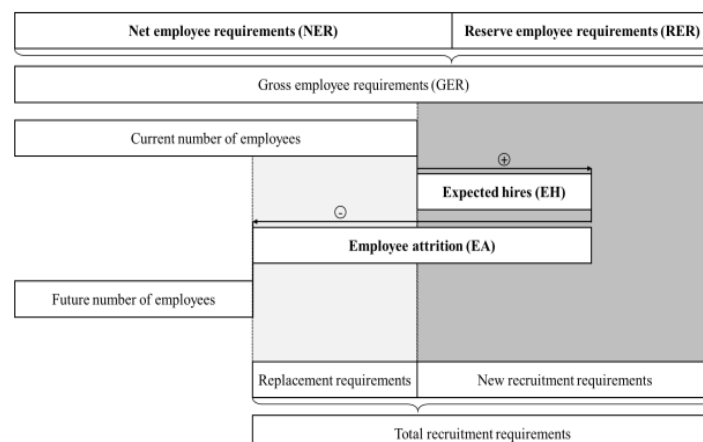 Net employee requirements (NER)
Reserve employee requirements (RER)
Gross employee requirements (GER)
Current number of employees
+
Expected hires (EH)
-
Employee attrition (EA)
Future number of employees
Replacement requirements
New recruitment requirements
Total recruitment requirements